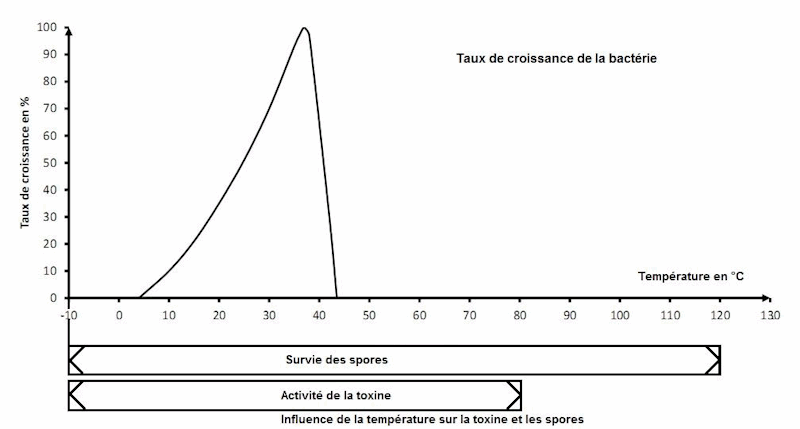 100
90
80
70
60
50
40
30
20
10
0
Taux de croissance en %
Taux de croissance de la bactérie
Température en °C
-10 0 10 20 30 40 50 60 70 80 90 100 110 120 130
Survie des spores
Activité de la toxine
Influence de la température sur la toxine et les spores